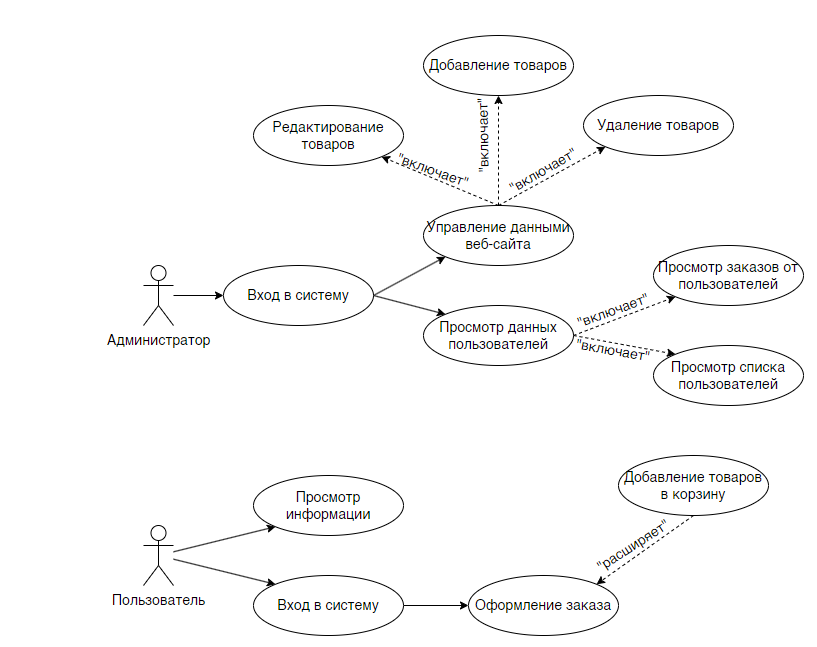 Добавление товаров
Редактирование
товаров
"включает"
Удаление товаров
"включает"
"включает"
Управление данными
веб-сайта
Просмотр заказов от
пользователей
Вход в систему
Администратор
"включает"
Просмотр данных
пользователей
"включает"
Просмотр списка
пользователей
Просмотр
информации
Добавление товаров
в корзину
"расширяет"
Пользователь
Вход в систему
Оформление заказа